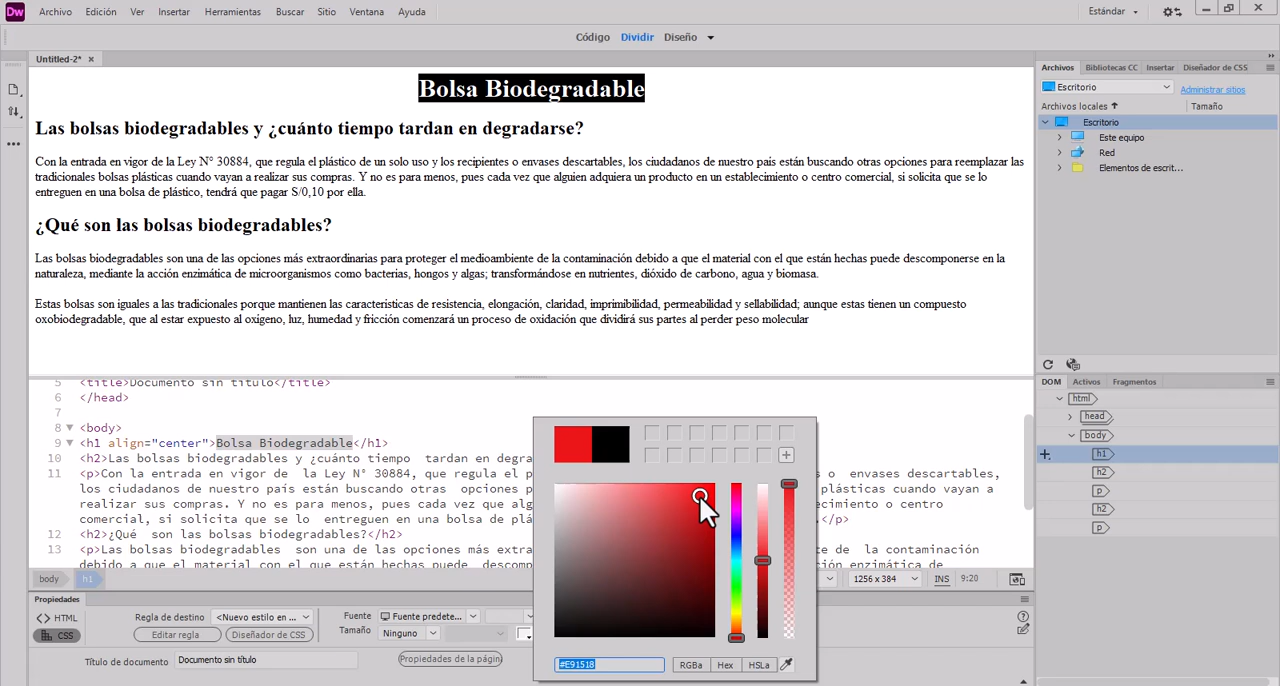 Dw Archivo Edición Ver Insertar Herramientas Buscar Sitio Ventana Ayuda Estándar
Código Dividir Diseño
Untitled-2* ×
Bolsa Biodegradable
Las bolsas biodegradables y ¿cuánto tiempo tardan en degradarse?
Con la entrada en vigor de la Ley N° 30884, que regula el plástico de un solo uso y los recipientes o envases descartables, los ciudadanos de nuestro país están buscando otras opciones para reemplazar las
tradicionales bolsas plásticas cuando vayan a realizar sus compras. Y no es para menos, pues cada vez que alguien adquiera un producto en un establecimiento o centro comercial, si solicita que se lo
entreguen en una bolsa de plástico, tendrá que pagar S/0,10 por ella.
¿Qué son las bolsas biodegradables?
Las bolsas biodegradables son una de las opciones más extraordinarias para proteger el medioambiente de la contaminación debido a que el material con el que están hechas puede descomponerse en la
naturaleza, mediante la acción enzimática de microorganismos como bacterias, hongos y algas; transformándose en nutrientes, dióxido de carbono, agua y biomasa.
Estas bolsas son iguales a las tradicionales porque mantienen las características de resistencia, elongación, claridad, imprimibilidad, permeabilidad y sellabilidad; aunque estas tienen un compuesto
oxobiodegradable, que al estar expuesto al oxigeno, luz, humedad y fricción comenzará un proceso de oxidación que dividirá sus partes al perder peso molecular
5 <title>Documento sin título</title>
6 </head>
7
8 <body>
9 <h1 align="center">Bolsa Biodegradable</h1>
10 <h2>Las bolsas biodegradables y ¿cuánto tiempo tardan en degra
11 <p>Con la entrada en vigor de la Ley N° 30884, que regula el p o envases descartables,
los ciudadanos de nuestro país están buscando otras opciones p plásticas cuando vayan a
realizar sus compras. Y no es para menos, pues cada vez que alg lecimiento o centro
comercial, si solicita que se lo entreguen en una bolsa de plá .</p>
12 <h2>¿Qué son las bolsas biodegradables?</h2>
13 <p>Las bolsas biodegradables son una de las opciones más extra te de la contaminación
debido a que el material con el que están hechas puede descomp enzimática de
body h1 1256 x 384 INS 9:20
#E91518 RGBa Hex HSLa
Propiedades
HTML Regla de destino <Nuevo estilo en ... Fuente Fuente predete...
CSS Editar regla Diseñador de CSS Tamaño Ninguno
Título de documento Documento sin título Propiedades de la págin
Archivos Bibliotecas CC Insertar Diseñador de CSS
Escritorio Administrar sitios
Archivos locales Tamaño
Escritorio
Este equipo
Red
Elementos de escrit...
DOM Activos Fragmentos
html
head
body
h1
h2
p
h2
p